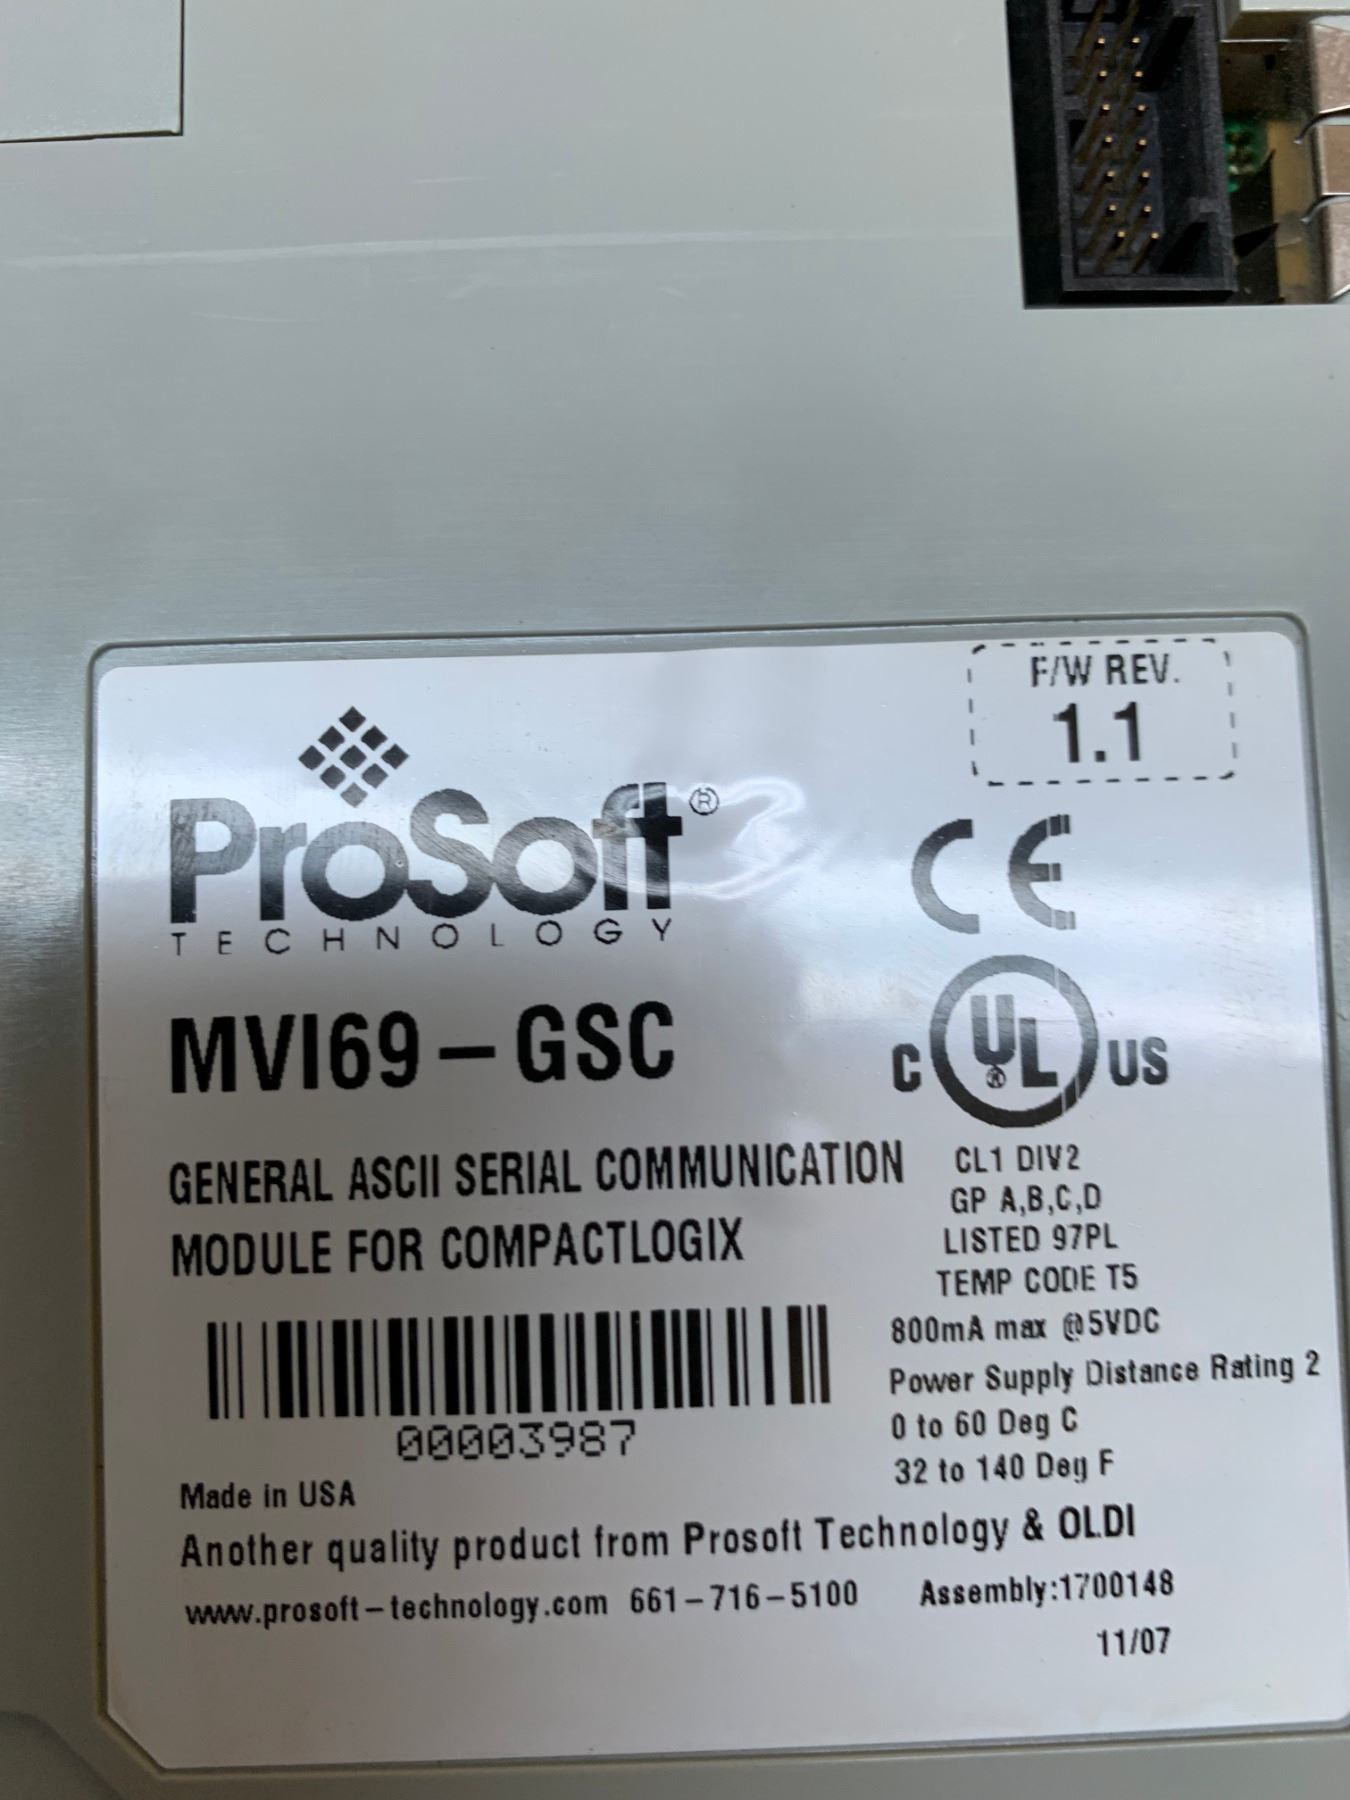 F/W REV.
1.1
ProSoft®
TECHNOLOGY
CE
MVI69-GSC
C UL® US
GENERAL ASCII SERIAL COMMUNICATION
MODULE FOR COMPACTLOGIX
CL1 DIV2
GP A,B,C,D
LISTED 97PL
TEMP CODE T5
800mA max @5VDC
Power Supply Distance Rating 2
0 to 60 Deg C
32 to 140 Deg F
00003987
Made in USA
Another quality product from Prosoft Technology & OLDI
www.prosoft-technology.com 661-716-5100 Assembly:1700148
11/07